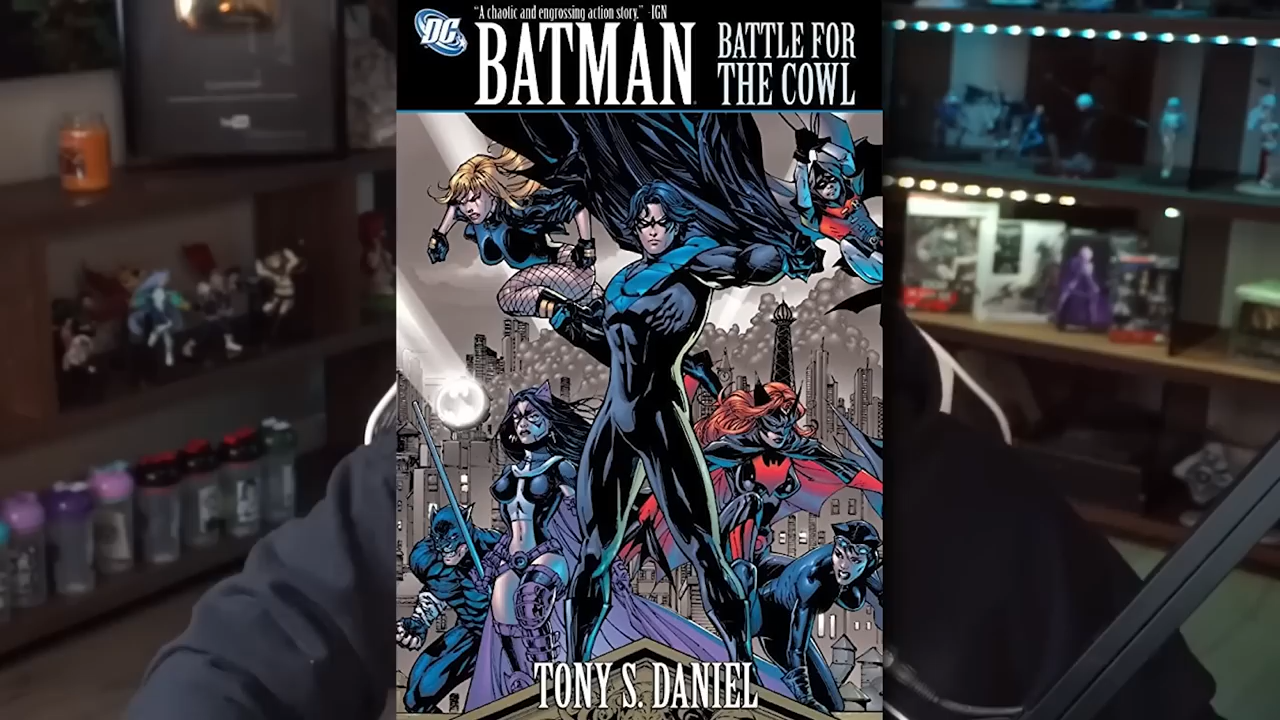 "A chaotic and engrossing action story." -IGN
DC
BATMAN
BATTLE FOR
THE COWL
TONY S. DANIEL